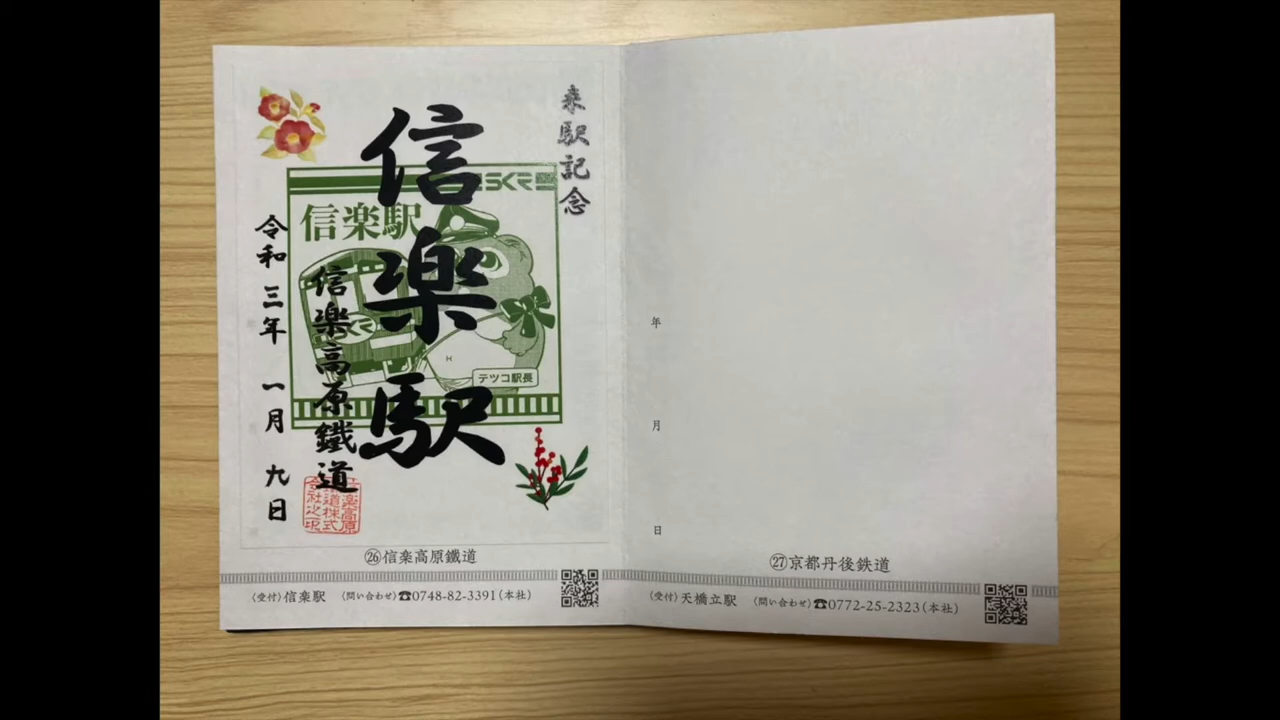 来駅記念
信楽駅
SKR
信楽駅
テツコ駅長
信楽高原鐵道
令和三年一月九日
㉖信楽高原鐵道
〈受付〉信楽駅 〈問い合わせ〉☎0748-82-3391(本社)
年
月
日
㉗京都丹後鉄道
〈受付〉天橋立駅 〈問い合わせ〉☎0772-25-2323(本社)